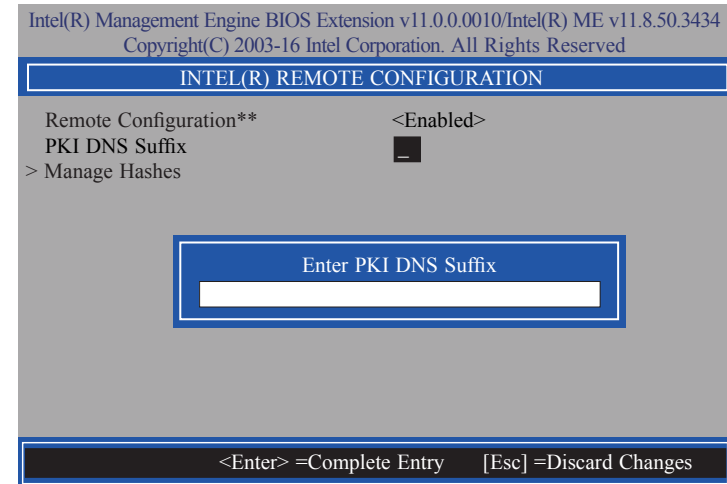 Intel(R) Management Engine BIOS Extension v11.0.0.0010/Intel(R) ME v11.8.50.3434
Copyright(C) 2003-16 Intel Corporation. All Rights Reserved
INTEL(R) REMOTE CONFIGURATION
Remote Configuration** <Enabled>
PKI DNS Suffix _
> Manage Hashes
Enter PKI DNS Suffix
<Enter> =Complete Entry [Esc] =Discard Changes